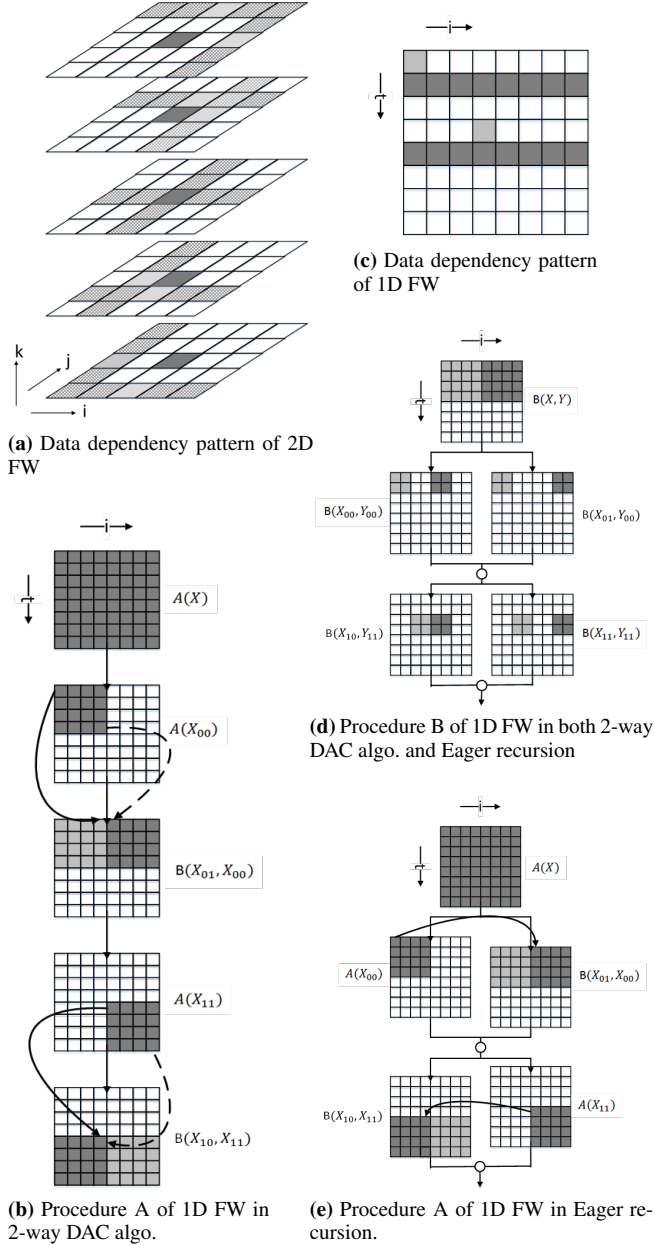 k
j
i
(a) Data dependency pattern of 2D
FW
i
t
A(X)
A(X₀₀)
B(X₀₁, X₀₀)
A(X₁₁)
B(X₁₀, X₁₁)
(b) Procedure A of 1D FW in
2-way DAC algo.
i
t
(c) Data dependency pattern
of 1D FW
i
t
B(X, Y)
B(X₀₀, Y₀₀)
B(X₀₁, Y₀₀)
B(X₁₀, Y₁₁)
B(X₁₁, Y₁₁)
(d) Procedure B of 1D FW in both 2-way
DAC algo. and Eager recursion
i
t
A(X)
A(X₀₀)
B(X₀₁, X₀₀)
B(X₁₀, X₁₁)
A(X₁₁)
(e) Procedure A of 1D FW in Eager re-
cursion.